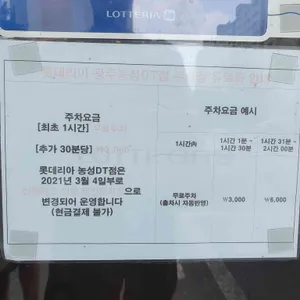 LOTTERIA
주차요금
[최초 1시간]
[추가 30분당]
롯데리아 농성DT점은
2021년 3월 4일부로
으로
변경되어 운영합니다
(현금결제 불가)
주차요금 예시
1시간內
1시간 1분 ~
1시간 30분
1시간 31분~
2시간 00분
무료주차
(출차시 자동반영)
₩3,000
₩6,000